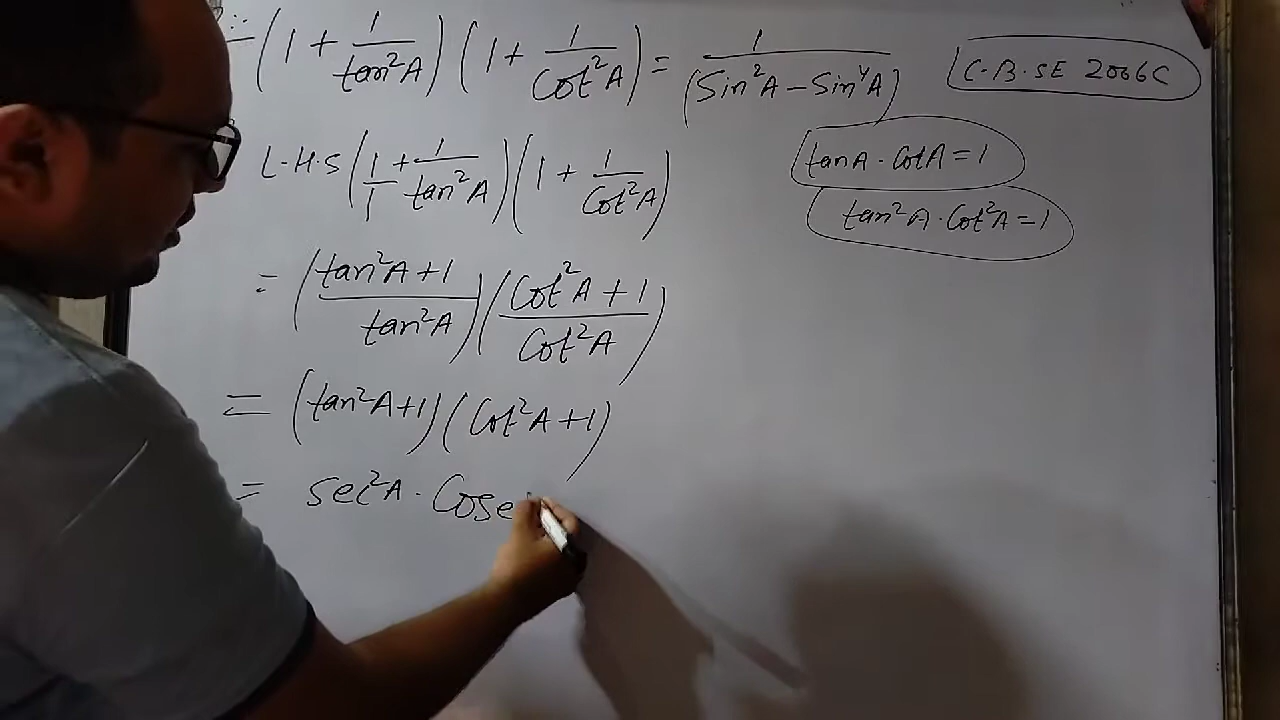 (1 + 1/tan²A) (1 + 1/cot²A) = 1/(Sin²A − Sin⁴A)
C.B.SE 2006C
L.H.S (1/1 + 1/tan²A) (1 + 1/Cot²A)
tanA · CotA = 1
tan²A · Cot²A = 1
= (tan²A + 1/tan²A) (Cot²A + 1/Cot²A)
= (tan²A + 1) (Cot²A + 1)
= Sec²A · Cose